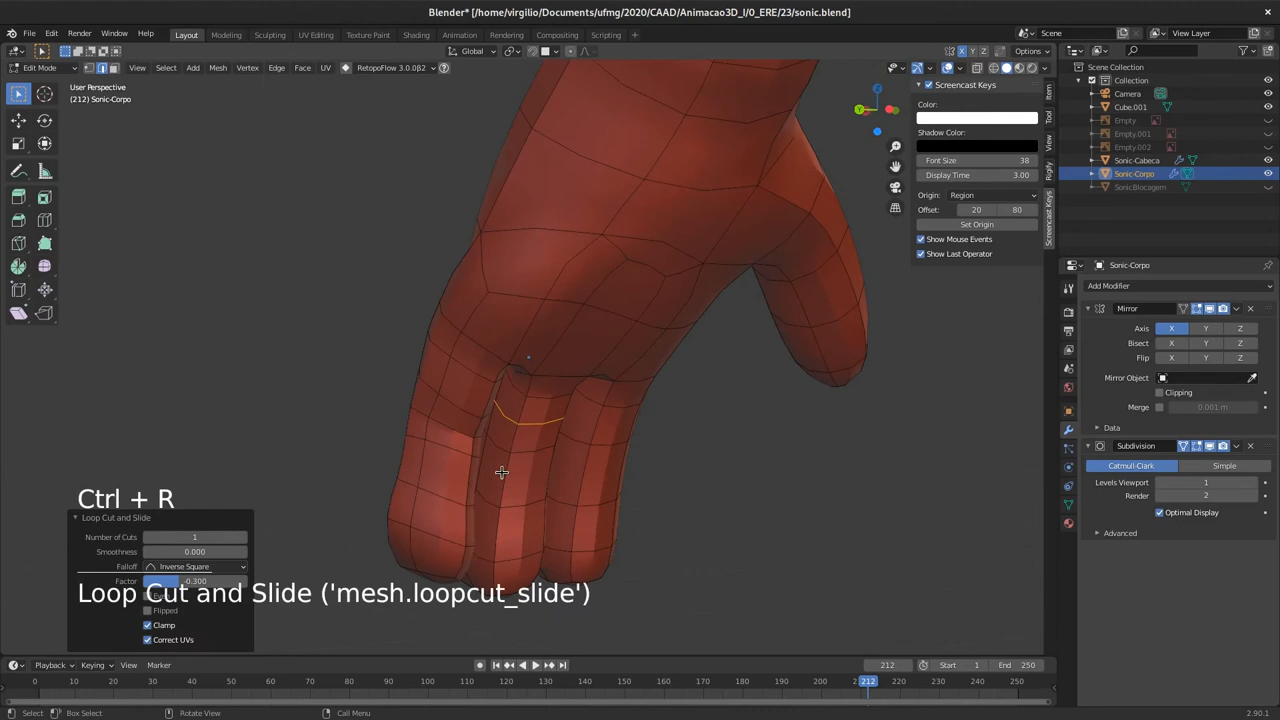 Blender* [/home/virgilio/Documents/ufmg/2020/CAAD/Animacao3D_I/0_ERE/23/sonic.blend]
File Edit Render Window Help Layout Modeling Sculpting UV Editing Texture Paint Shading Animation Rendering Compositing Scripting + Scene View Layer
Global X Y Z Options
Edit Mode View Select Add Mesh Vertex Edge Face UV RetopoFlow 3.0.0β2
User Perspective
(212) Sonic-Corpo
Screencast Keys
Color:
Shadow Color:
Font Size 38
Display Time 3.00
Origin: Region
Offset: 20 80
Set Origin
Show Mouse Events
Show Last Operator
Item
Tool
View
Rigify
Screencast Keys
Scene Collection
Collection
Camera
Cube.001
Empty
Empty.001
Empty.002
Sonic-Cabeca
Sonic-Corpo
SonicBlocagem
Sonic-Corpo
Add Modifier
Mirror
Axis X Y Z
Bisect X Y Z
Flip X Y Z
Mirror Object
Clipping
Merge 0.001 m
Data
Subdivision
Catmull-Clark Simple
Levels Viewport 1
Render 2
Optimal Display
Advanced
Ctrl + R
Loop Cut and Slide
Number of Cuts 1
Smoothness 0.000
Falloff Inverse Square
Factor -0.300
Loop Cut and Slide ('mesh.loopcut_slide')
Flipped
Clamp
Correct UVs
Playback Keying View Marker 212 Start 1 End 250
0 10 20 30 40 50 60 70 80 90 100 110 120 130 140 150 160 170 180 190 200 212 220 230 240 250
Select Box Select Rotate View Call Menu 2.90.1